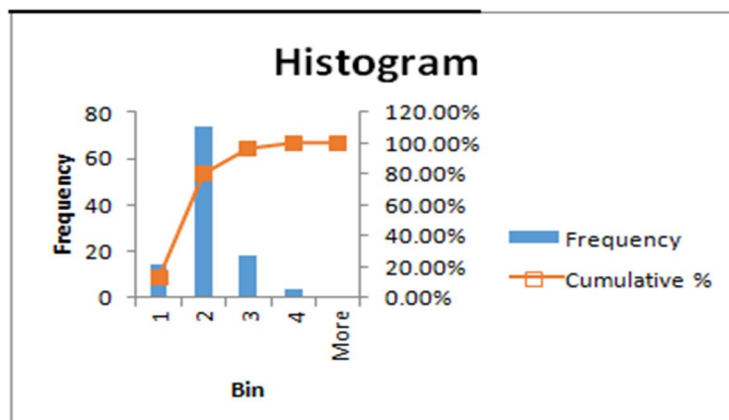 Histogram
80
60
40
20
0
Frequency
120.00%
100.00%
80.00%
60.00%
40.00%
20.00%
0.00%
1
2
3
4
More
Bin
Frequency
Cumulative %